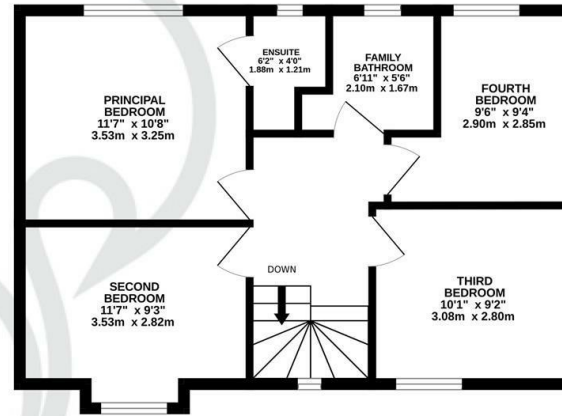 PRINCIPAL
BEDROOM
11'7" x 10'8"
3.53m x 3.25m
ENSUITE
6'2" x 4'0"
1.88m x 1.21m
FAMILY
BATHROOM
6'11" x 5'6"
2.10m x 1.67m
FOURTH
BEDROOM
9'6" x 9'4"
2.90m x 2.85m
SECOND
BEDROOM
11'7" x 9'3"
3.53m x 2.82m
DOWN
THIRD
BEDROOM
10'1" x 9'2"
3.08m x 2.80m